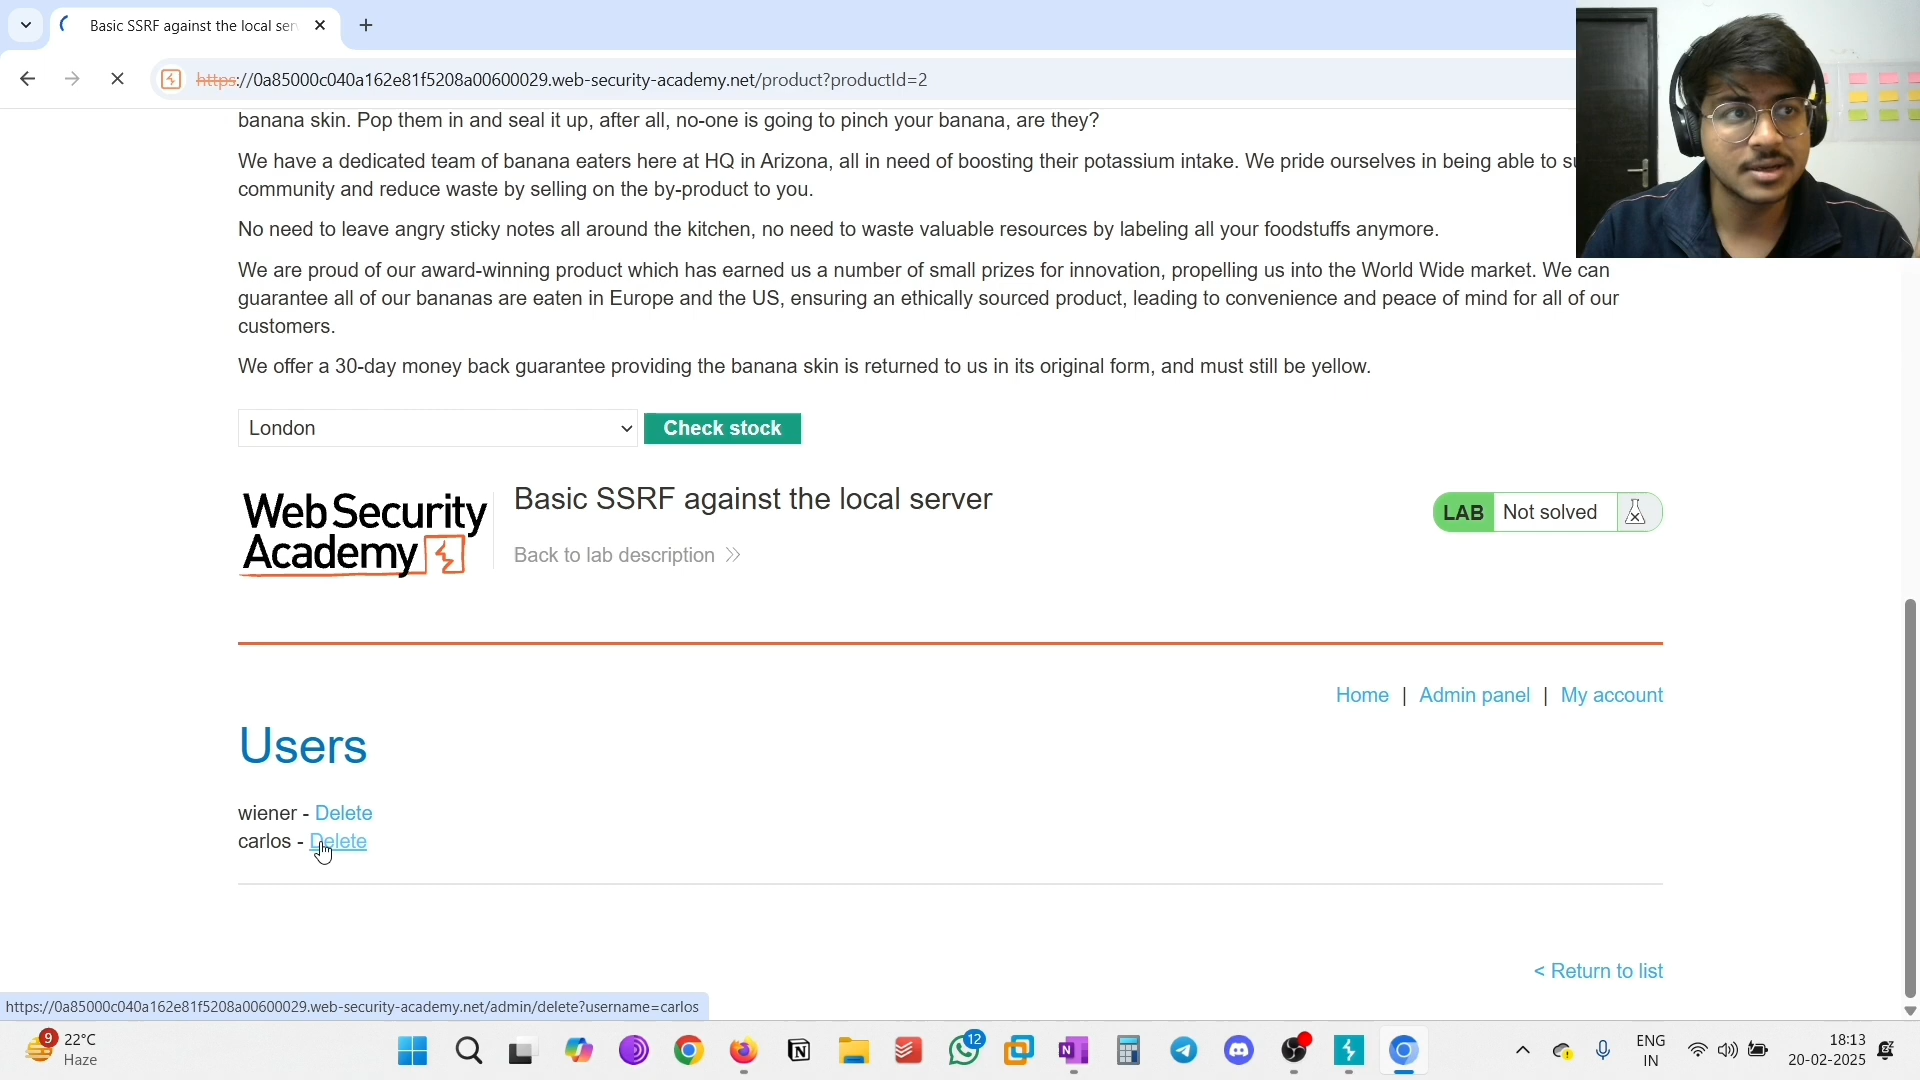 Basic SSRF against the local ser
https://0a85000c040a162e81f5208a00600029.web-security-academy.net/product?productId=2
banana skin. Pop them in and seal it up, after all, no-one is going to pinch your banana, are they?
We have a dedicated team of banana eaters here at HQ in Arizona, all in need of boosting their potassium intake. We pride ourselves in being able to su
community and reduce waste by selling on the by-product to you.
No need to leave angry sticky notes all around the kitchen, no need to waste valuable resources by labeling all your foodstuffs anymore.
We are proud of our award-winning product which has earned us a number of small prizes for innovation, propelling us into the World Wide market. We can
guarantee all of our bananas are eaten in Europe and the US, ensuring an ethically sourced product, leading to convenience and peace of mind for all of our
customers.
We offer a 30-day money back guarantee providing the banana skin is returned to us in its original form, and must still be yellow.
London
Check stock
Web Security
Academy
Basic SSRF against the local server
Back to lab description
LAB Not solved
Home | Admin panel | My account
Users
wiener - Delete
carlos - Delete
< Return to list
https://0a85000c040a162e81f5208a00600029.web-security-academy.net/admin/delete?username=carlos
9
22°C
Haze
12
ENG
IN
18:13
20-02-2025